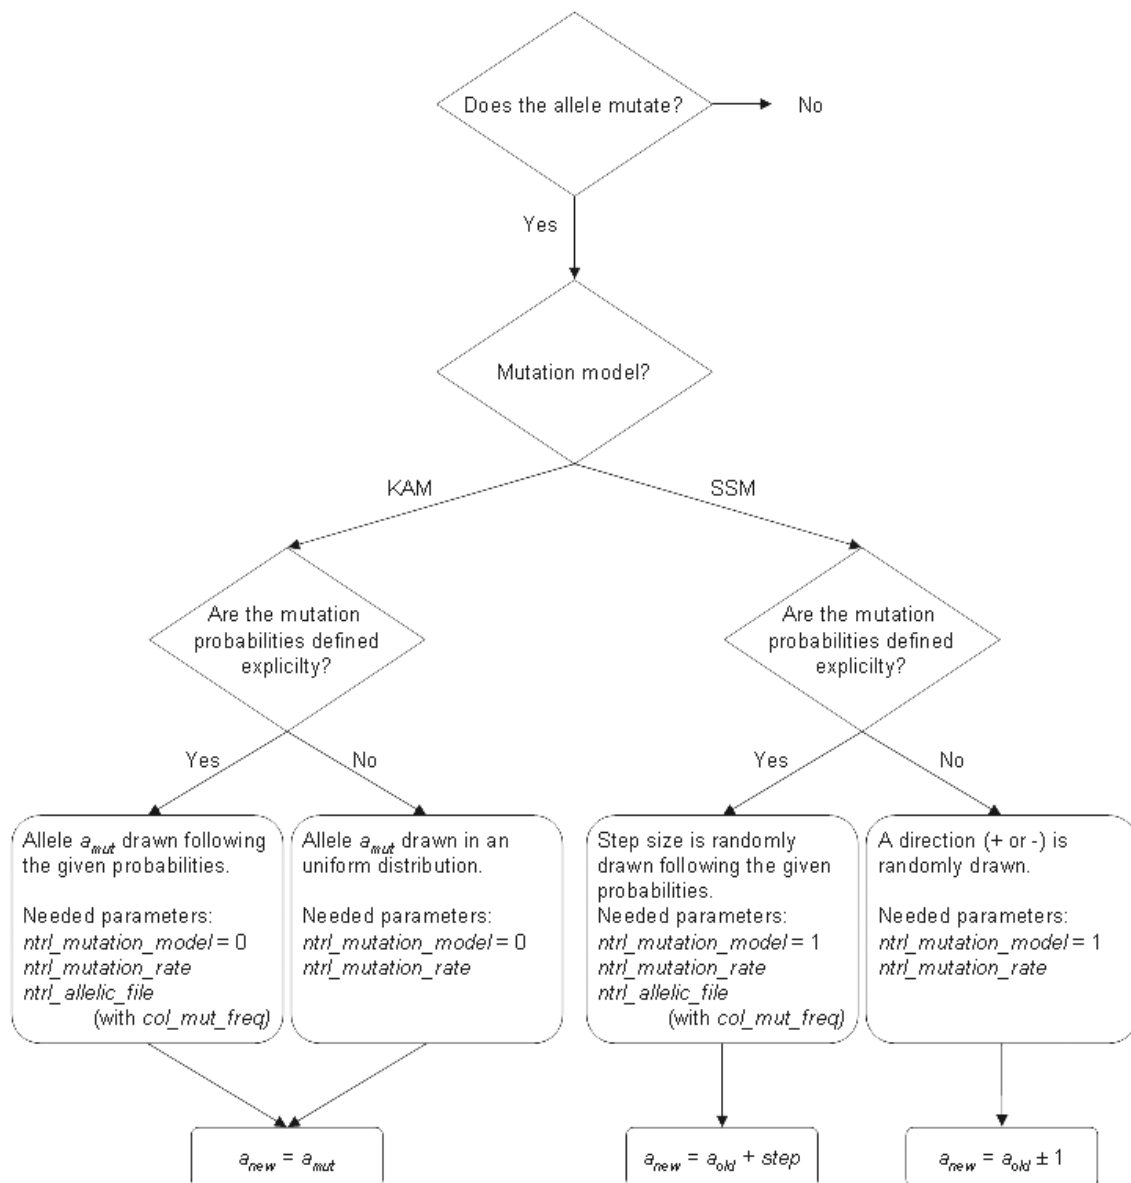 Does the allele mutate?
No
Yes
Mutation model?
KAM
SSM
Are the mutation
probabilities defined
explicilty?
Are the mutation
probabilities defined
explicilty?
Yes
No
Yes
No
Allele a_mut drawn following
the given probabilities.
Needed parameters:
ntrl_mutation_model = 0
ntrl_mutation_rate
ntrl_allelic_file
(with col_mut_freq)
Allele a_mut drawn in an
uniform distribution.
Needed parameters:
ntrl_mutation_model = 0
ntrl_mutation_rate
Step size is randomly
drawn following the given
probabilities.
Needed parameters:
ntrl_mutation_model = 1
ntrl_mutation_rate
ntrl_allelic_file
(with col_mut_freq)
A direction (+ or -) is
randomly drawn.
Needed parameters:
ntrl_mutation_model = 1
ntrl_mutation_rate
a_new = a_mut
a_new = a_old + step
a_new = a_old ± 1